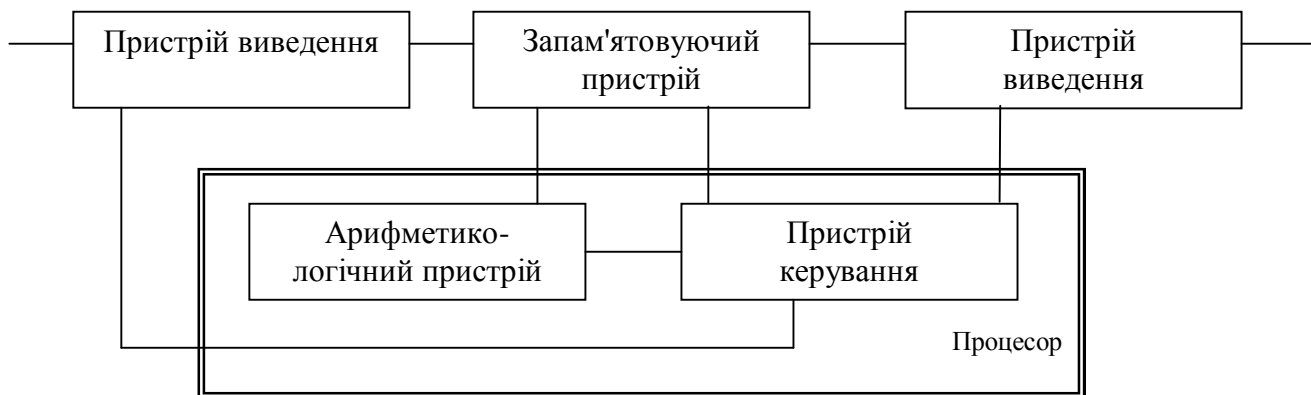 Пристрій виведення
Запам'ятовуючий
пристрій
Пристрій
виведення
Арифметико-
логічний пристрій
Пристрій
керування
Процесор